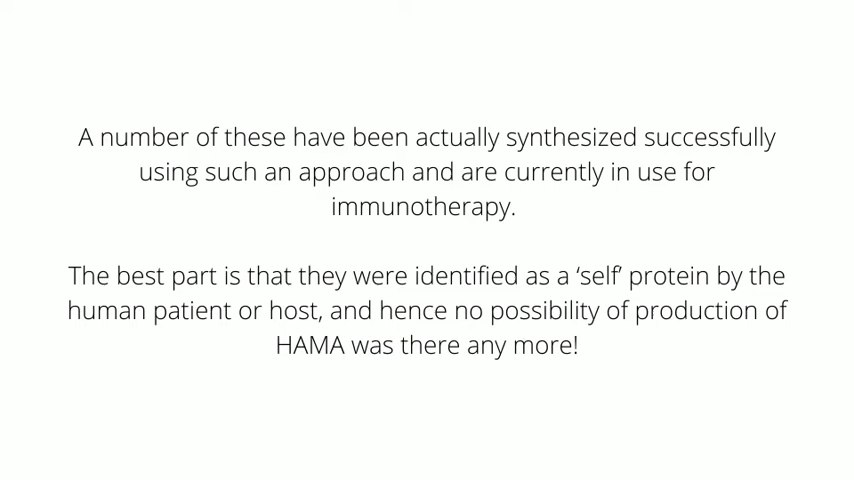 A number of these have been actually synthesized successfully
using such an approach and are currently in use for
immunotherapy.
The best part is that they were identified as a ‘self’ protein by the
human patient or host, and hence no possibility of production of
HAMA was there any more!